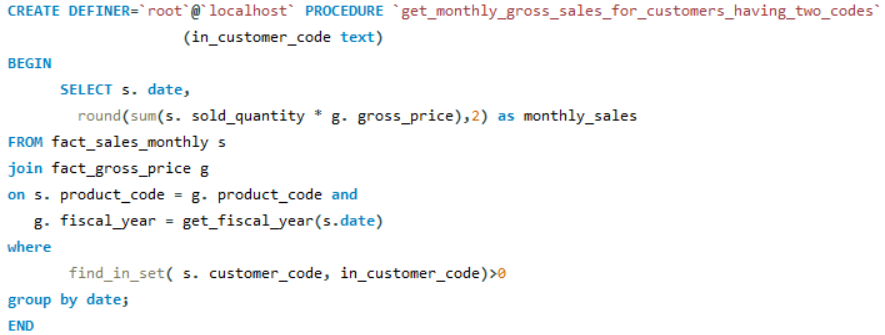 CREATE DEFINER=`root`@`localhost` PROCEDURE `get_monthly_gross_sales_for_customers_having_two_codes`
(in_customer_code text)
BEGIN
SELECT s. date,
round(sum(s. sold_quantity * g. gross_price),2) as monthly_sales
FROM fact_sales_monthly s
join fact_gross_price g
on s. product_code = g. product_code and
g. fiscal_year = get_fiscal_year(s.date)
where
find_in_set( s. customer_code, in_customer_code)>0
group by date;
END